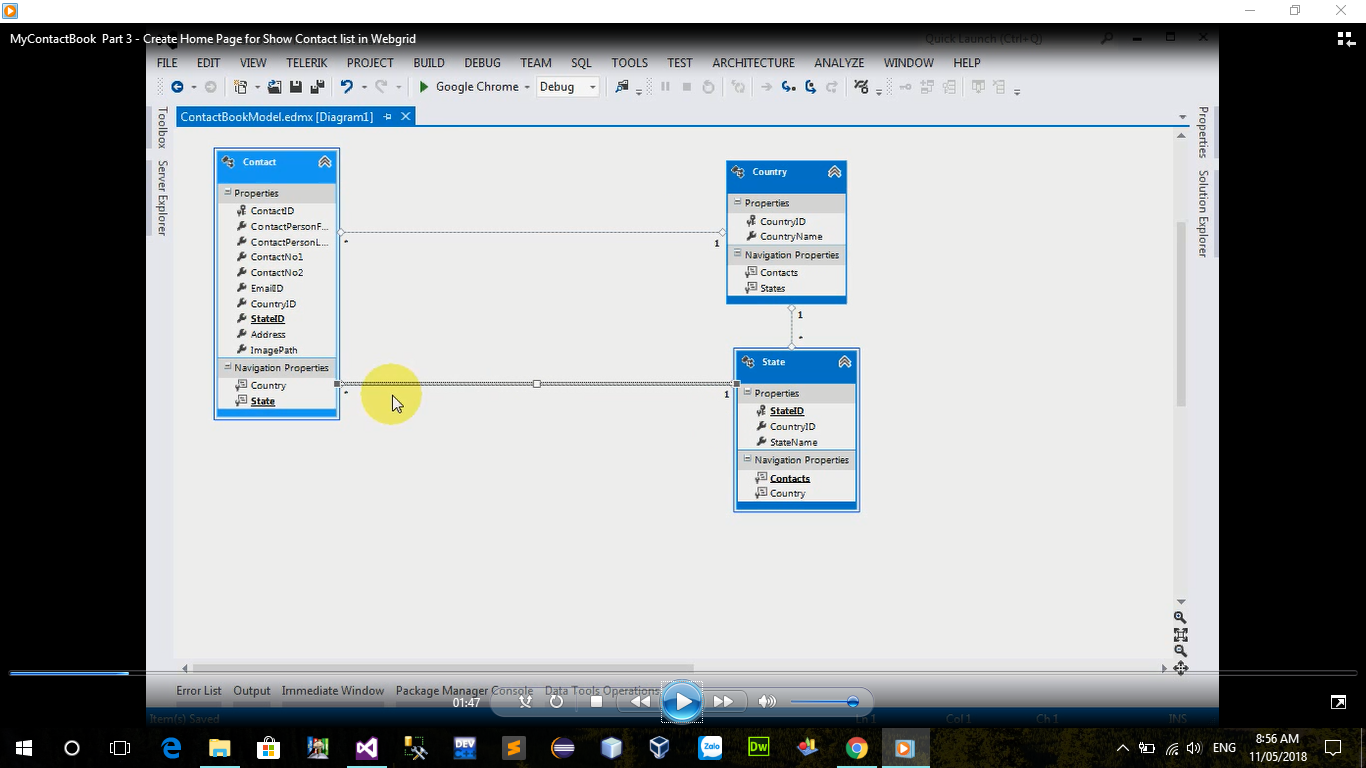 MyContactBook  Part 3 - Create Home Page for Show Contact list in Webgrid
Quick Launch (Ctrl+Q)
FILE EDIT VIEW TELERIK PROJECT BUILD DEBUG TEAM SQL TOOLS TEST ARCHITECTURE ANALYZE WINDOW HELP
Google Chrome Debug
ContactBookModel.edmx [Diagram1]
Toolbox
Server Explorer
Properties
Solution Explorer
Contact
Properties
ContactID
ContactPersonF...
ContactPersonL...
ContactNo1
ContactNo2
EmailID
CountryID
StateID
Address
ImagePath
Navigation Properties
Country
State
*
1
*
1
Country
Properties
CountryID
CountryName
Navigation Properties
Contacts
States
1
*
State
Properties
StateID
CountryID
StateName
Navigation Properties
Contacts
Country
Error List Output Immediate Window Package Manager Console Data Tools Operations
01:47
Item(s) Saved Ln 1 Col 1 Ch 1 INS
DEV
Zalo
Dw
ENG
8:56 AM
11/05/2018